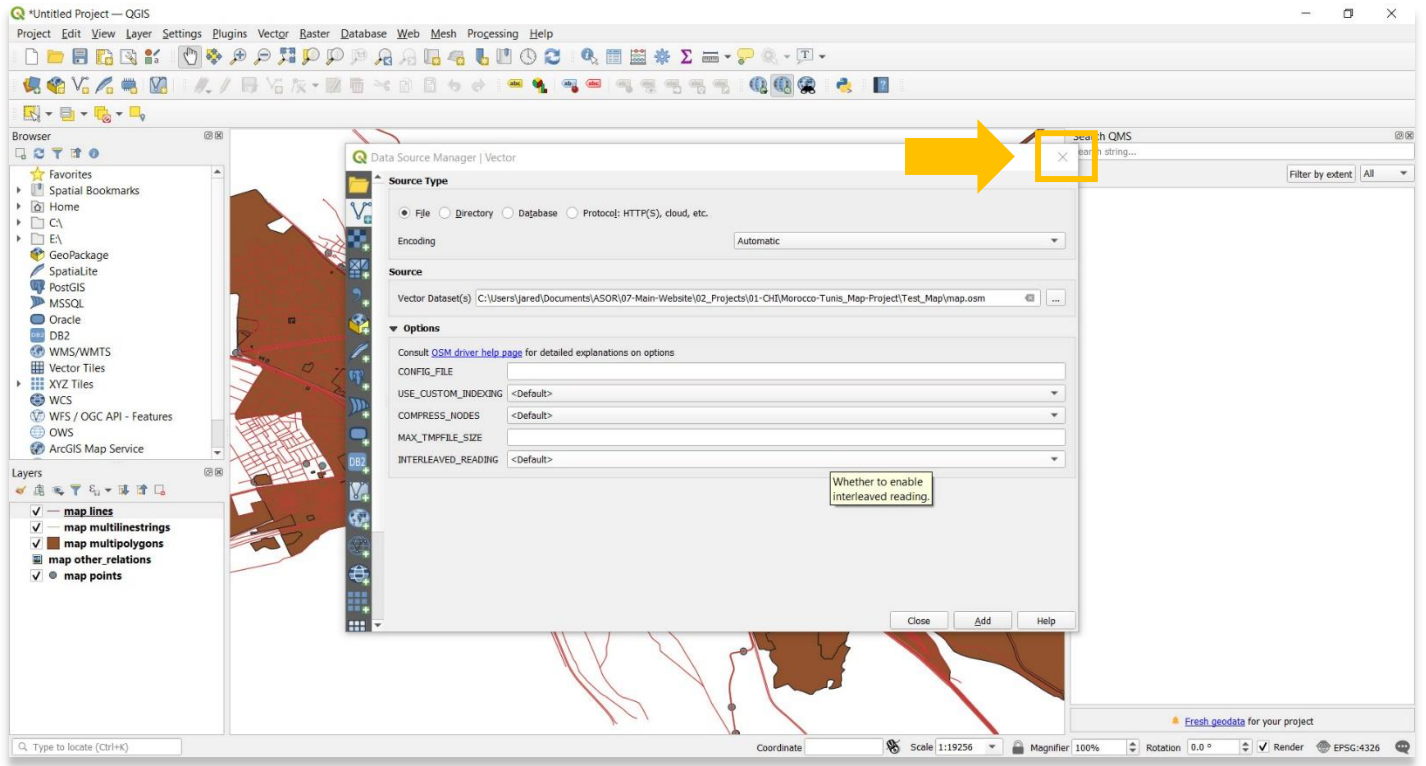 *Untitled Project — QGIS
Project Edit View Layer Settings Plugins Vector Raster Database Web Mesh Processing Help
Browser
Favorites
Spatial Bookmarks
Home
C:\
E:\
GeoPackage
SpatiaLite
PostGIS
MSSQL
Oracle
DB2
WMS/WMTS
Vector Tiles
XYZ Tiles
WCS
WFS / OGC API - Features
OWS
ArcGIS Map Service
Layers
map lines
map multilinestrings
map multipolygons
map other_relations
map points
Data Source Manager | Vector
Source Type
File Directory Database Protocol: HTTP(S), cloud, etc.
Encoding Automatic
Source
Vector Dataset(s) C:\Users\jared\Documents\ASOR\07-Main-Website\02_Projects\01-CHI\Morocco-Tunis_Map-Project\Test_Map\map.osm ...
Options
Consult OSM driver help page for detailed explanations on options
CONFIG_FILE
USE_CUSTOM_INDEXING <Default>
COMPRESS_NODES <Default>
MAX_TMPFILE_SIZE
INTERLEAVED_READING <Default>
Whether to enable
interleaved reading.
DB2
Close Add Help
Search QMS
string...
Filter by extent All
Fresh geodata for your project
Type to locate (Ctrl+K) Coordinate Scale 1:19256 Magnifier 100% Rotation 0.0 ° Render EPSG:4326